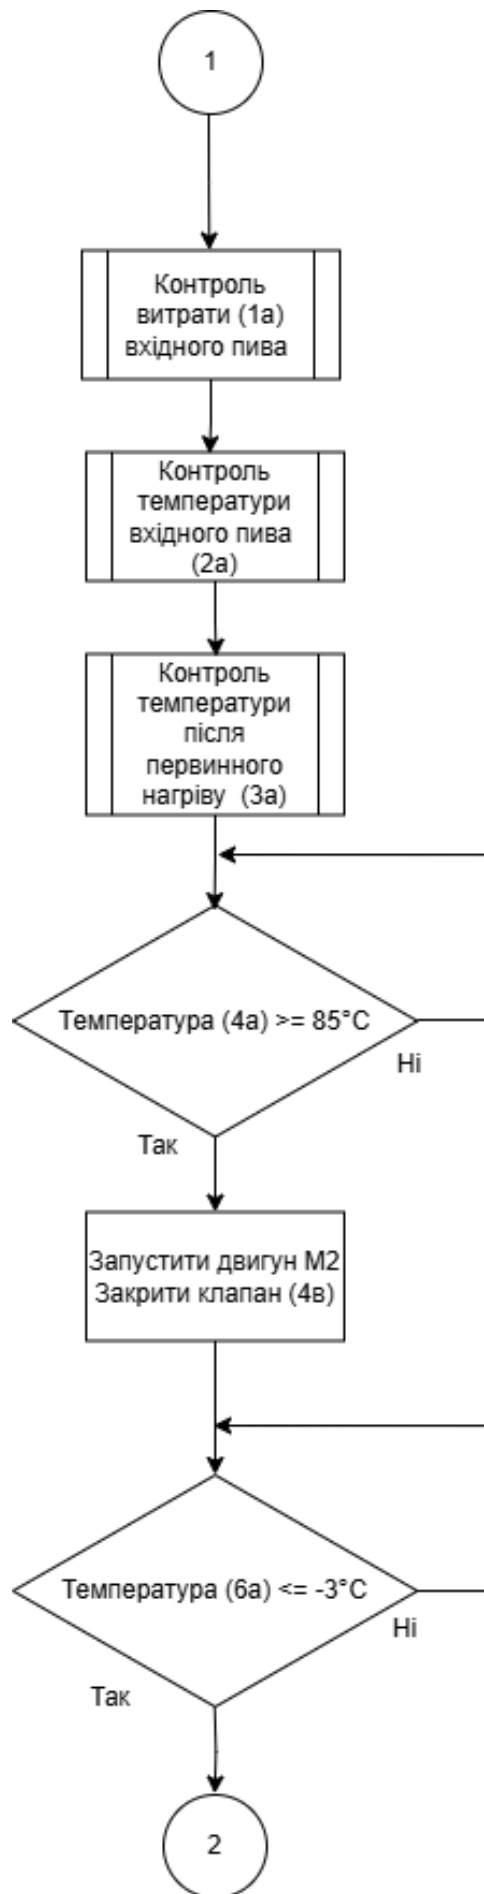 1
Контроль
витрати (1а)
вхідного пива
Контроль
температури
вхідного пива
(2а)
Контроль
температури
після
первинного
нагріву (3а)
Температура (4а) >= 85°C
Ні
Так
Запустити двигун М2
Закрити клапан (4в)
Температура (6а) <= -3°C
Ні
Так
2